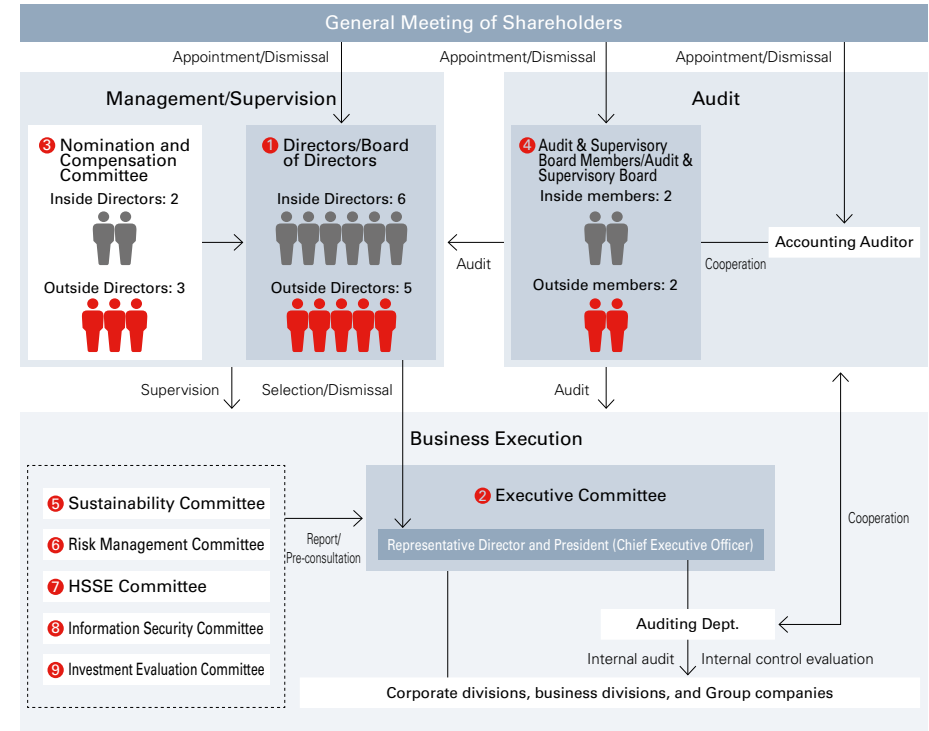 General Meeting of Shareholders
Appointment/Dismissal
Appointment/Dismissal
Appointment/Dismissal
Management/Supervision
Audit
3 Nomination and
Compensation
Committee
Inside Directors: 2
Outside Directors: 3
1 Directors/Board
of Directors
Inside Directors: 6
Outside Directors: 5
4 Audit & Supervisory
Board Members/Audit &
Supervisory Board
Inside members: 2
Outside members: 2
Audit
Accounting Auditor
Cooperation
Supervision
Selection/Dismissal
Audit
Business Execution
5 Sustainability Committee
6 Risk Management Committee
7 HSSE Committee
8 Information Security Committee
9 Investment Evaluation Committee
Report/
Pre-consultation
2 Executive Committee
Representative Director and President (Chief Executive Officer)
Cooperation
Auditing Dept.
Internal audit
Internal control evaluation
Corporate divisions, business divisions, and Group companies